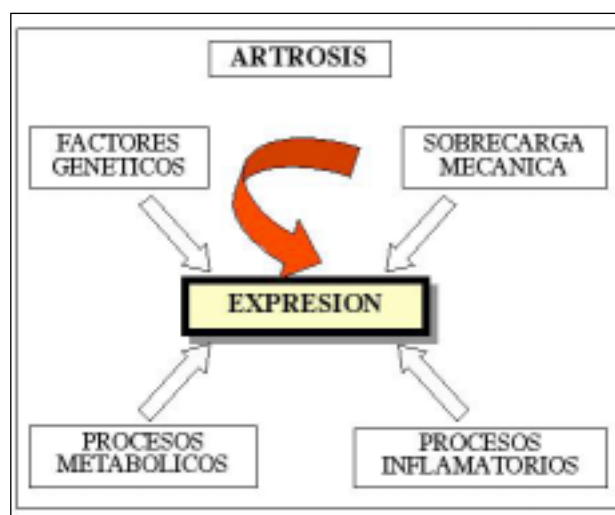 ARTROSIS
FACTORES
GENETICOS
SOBRECARGA
MECANICA
EXPRESION
PROCESOS
METABOLICOS
PROCESOS
INFLAMATORIOS